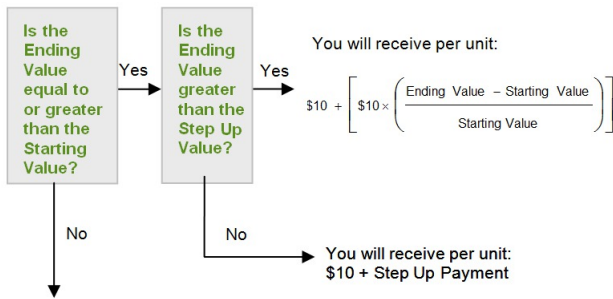 Is the
Ending
Value
equal to
or greater
than the
Starting
Value?
Yes
Is the
Ending
Value
greater
than the
Step Up
Value?
Yes
You will receive per unit:
$10 + [ $10 × ( Ending Value – Starting Value / Starting Value ) ]
No
No
You will receive per unit:
$10 + Step Up Payment